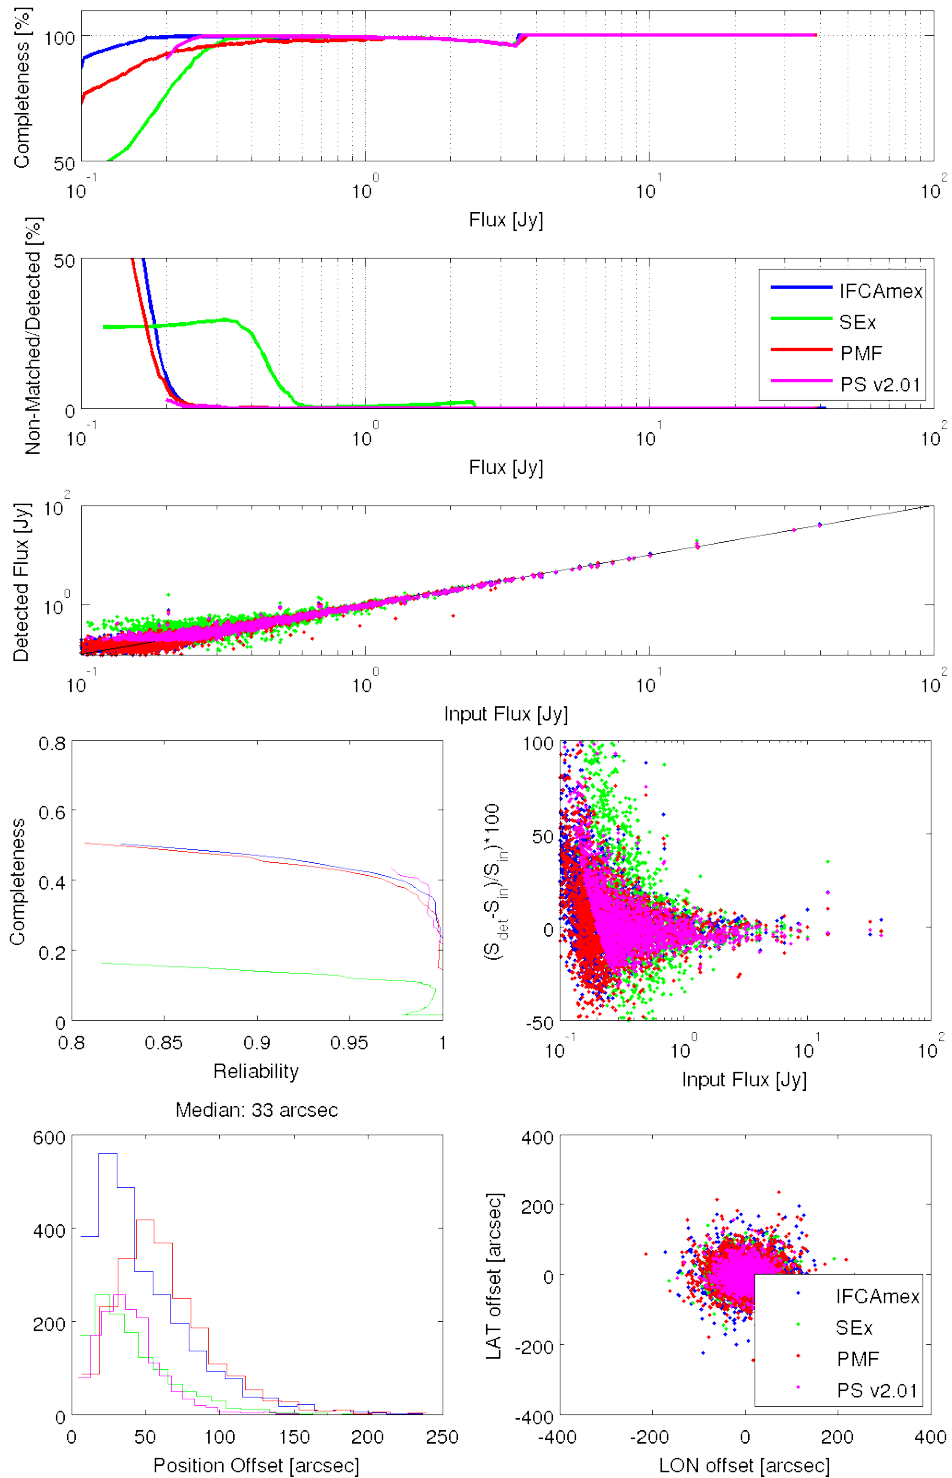 Completeness [%]
100
50
10^-1
10^0
10^1
10^2
Flux [Jy]
Non-Matched/Detected [%]
50
0
10^-1
10^0
10^1
10^2
Flux [Jy]
IFCAmex
SEx
PMF
PS v2.01
Detected Flux [Jy]
10^2
10^0
10^-1
10^0
10^1
10^2
Input Flux [Jy]
Completeness
0.8
0.6
0.4
0.2
0
0.8
0.85
0.9
0.95
1
Reliability
(S_det-S_in)/S_in)*100
100
50
0
-50
10^-1
10^0
10^1
10^2
Input Flux [Jy]
Median: 33 arcsec
600
400
200
0
0
50
100
150
200
250
Position Offset [arcsec]
LAT offset [arcsec]
400
200
0
-200
-400
-400
-200
0
200
400
LON offset [arcsec]
IFCAmex
SEx
PMF
PS v2.01